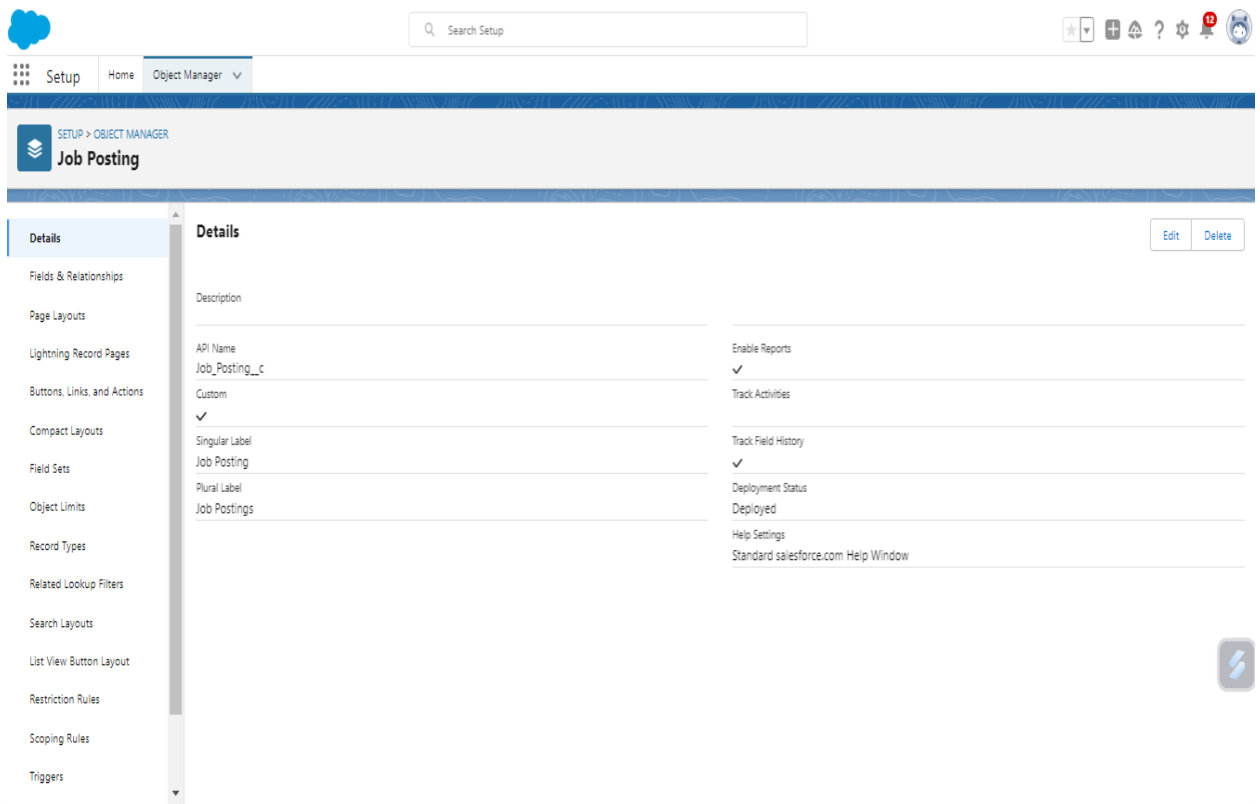 Search Setup
12
Setup
Home
Object Manager
SETUP > OBJECT MANAGER
Job Posting
Details
Fields & Relationships
Page Layouts
Lightning Record Pages
Buttons, Links, and Actions
Compact Layouts
Field Sets
Object Limits
Record Types
Related Lookup Filters
Search Layouts
List View Button Layout
Restriction Rules
Scoping Rules
Triggers
Details
Edit
Delete
Description
API Name
Job_Posting__c
Custom
Singular Label
Job Posting
Plural Label
Job Postings
Enable Reports
Track Activities
Track Field History
Deployment Status
Deployed
Help Settings
Standard salesforce.com Help Window